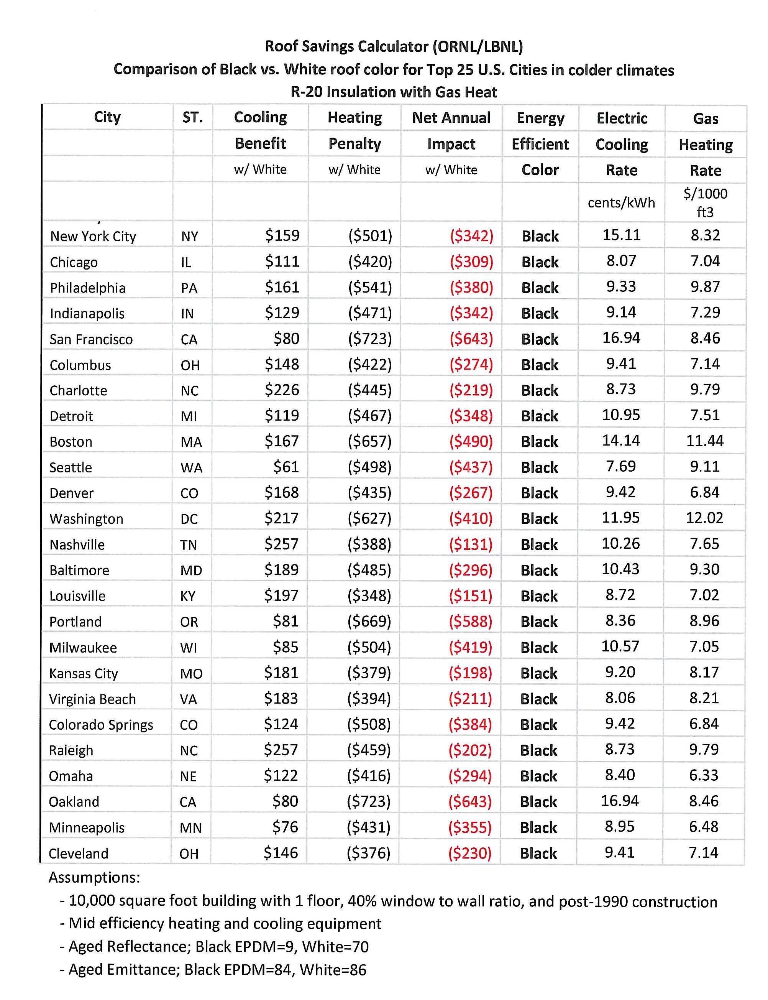 Roof Savings Calculator (ORNL/LBNL)
Comparison of Black vs. White roof color for Top 25 U.S. Cities in colder climates
R-20 Insulation with Gas Heat
City ST. Cooling Heating Net Annual Energy Electric Gas
Benefit Penalty Impact Efficient Cooling Heating
w/ White w/ White w/ White Color Rate Rate
cents/kWh $/1000 ft3
New York City NY $159 ($501) ($342) Black 15.11 8.32
Chicago IL $111 ($420) ($309) Black 8.07 7.04
Philadelphia PA $161 ($541) ($380) Black 9.33 9.87
Indianapolis IN $129 ($471) ($342) Black 9.14 7.29
San Francisco CA $80 ($723) ($643) Black 16.94 8.46
Columbus OH $148 ($422) ($274) Black 9.41 7.14
Charlotte NC $226 ($445) ($219) Black 8.73 9.79
Detroit MI $119 ($467) ($348) Black 10.95 7.51
Boston MA $167 ($657) ($490) Black 14.14 11.44
Seattle WA $61 ($498) ($437) Black 7.69 9.11
Denver CO $168 ($435) ($267) Black 9.42 6.84
Washington DC $217 ($627) ($410) Black 11.95 12.02
Nashville TN $257 ($388) ($131) Black 10.26 7.65
Baltimore MD $189 ($485) ($296) Black 10.43 9.30
Louisville KY $197 ($348) ($151) Black 8.72 7.02
Portland OR $81 ($669) ($588) Black 8.36 8.96
Milwaukee WI $85 ($504) ($419) Black 10.57 7.05
Kansas City MO $181 ($379) ($198) Black 9.20 8.17
Virginia Beach VA $183 ($394) ($211) Black 8.06 8.21
Colorado Springs CO $124 ($508) ($384) Black 9.42 6.84
Raleigh NC $257 ($459) ($202) Black 8.73 9.79
Omaha NE $122 ($416) ($294) Black 8.40 6.33
Oakland CA $80 ($723) ($643) Black 16.94 8.46
Minneapolis MN $76 ($431) ($355) Black 8.95 6.48
Cleveland OH $146 ($376) ($230) Black 9.41 7.14
Assumptions:
- 10,000 square foot building with 1 floor, 40% window to wall ratio, and post-1990 construction
- Mid efficiency heating and cooling equipment
- Aged Reflectance; Black EPDM=9, White=70
- Aged Emittance; Black EPDM=84, White=86